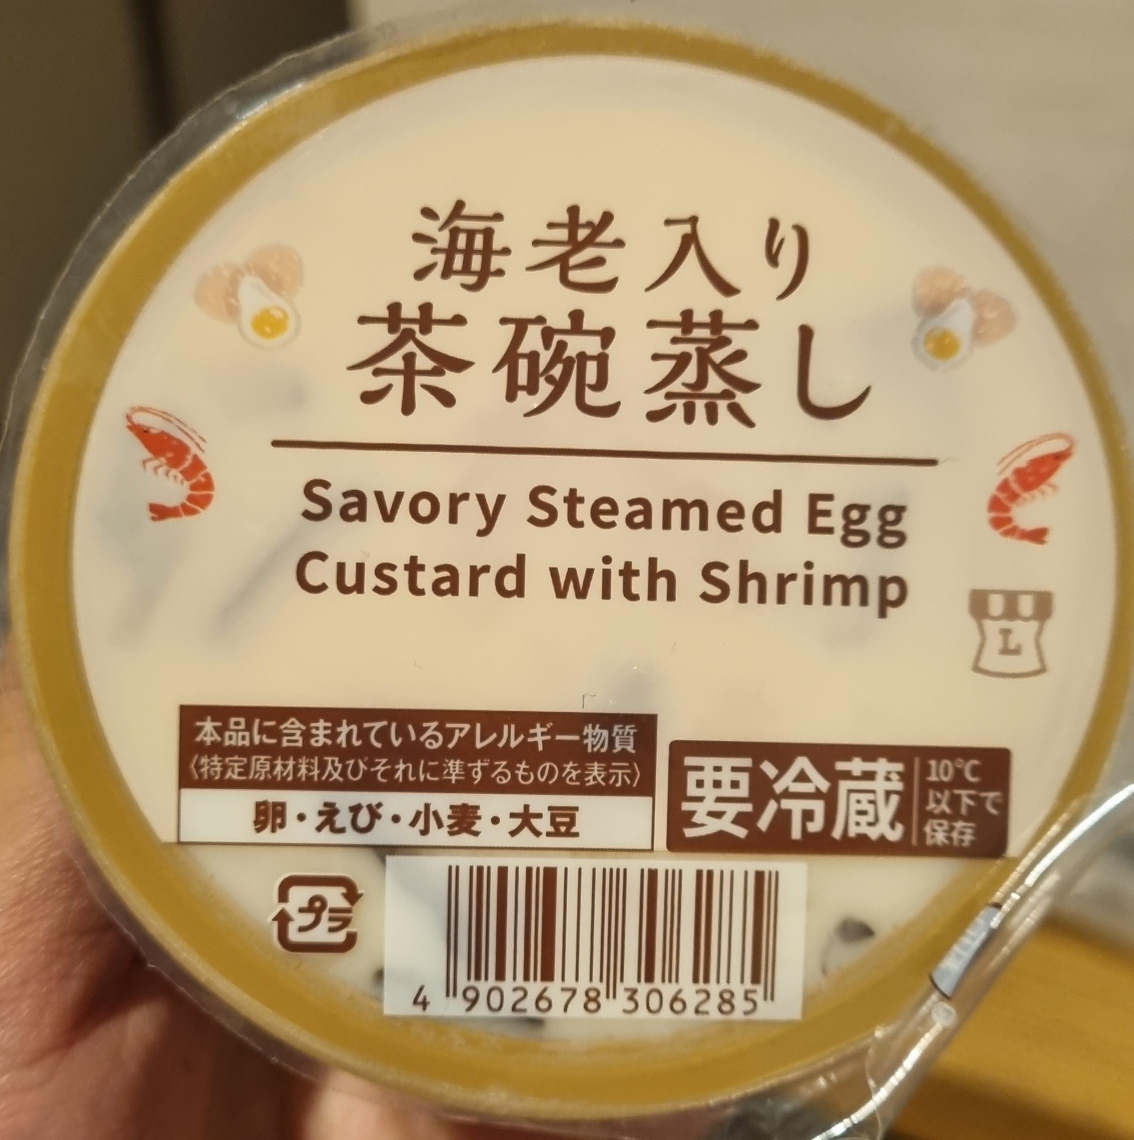 海老入り
茶碗蒸し
Savory Steamed Egg
Custard with Shrimp
L
本品に含まれているアレルギー物質
〈特定原材料及びそれに準ずるものを表示〉
卵・えび・小麦・大豆
要冷蔵
10℃
以下で
保存
プラ
4 902678 306285